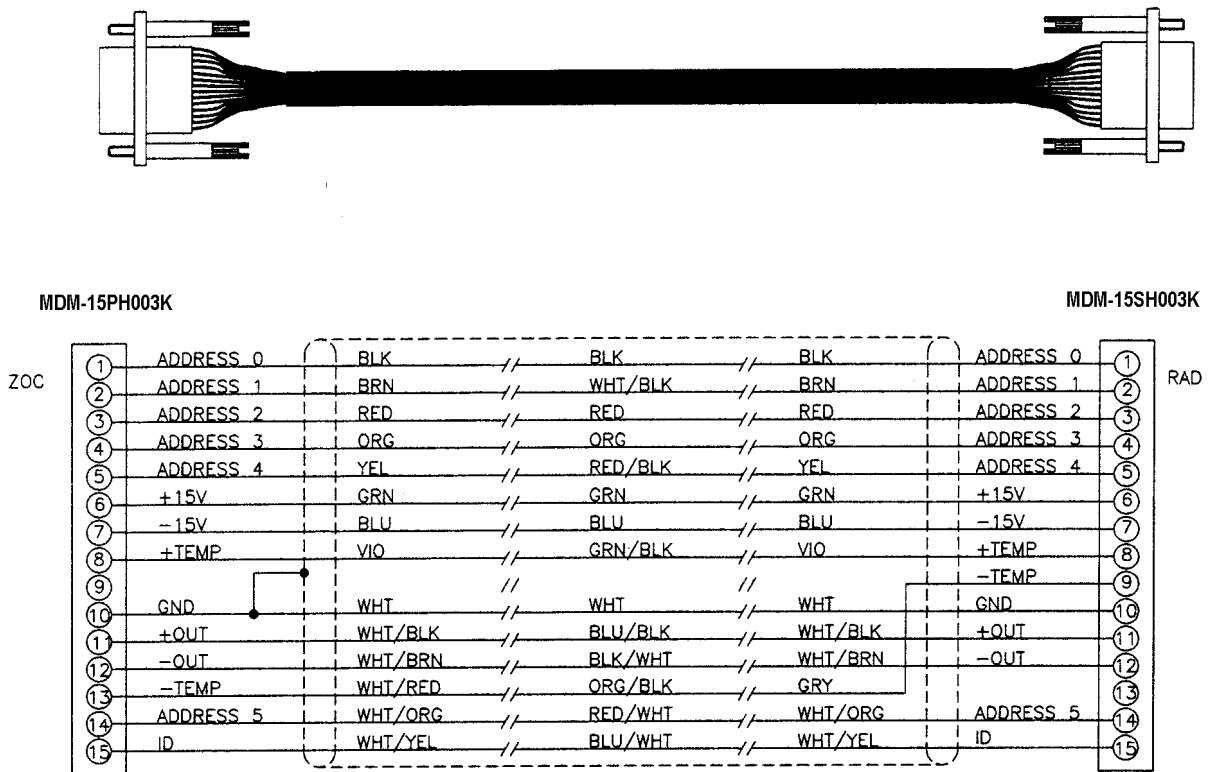 MDM-15PH003K MDM-15SH003K
ZOC RAD
1 ADDRESS 0 BLK // BLK // BLK ADDRESS 0 1
2 ADDRESS 1 BRN // WHT/BLK // BRN ADDRESS 1 2
3 ADDRESS 2 RED // RED // RED ADDRESS 2 3
4 ADDRESS 3 ORG // ORG // ORG ADDRESS 3 4
5 ADDRESS 4 YEL // RED/BLK // YEL ADDRESS 4 5
6 +15V GRN // GRN // GRN +15V 6
7 -15V BLU // BLU // BLU -15V 7
8 +TEMP VIO // GRN/BLK // VIO +TEMP 8
9 // // -TEMP 9
10 GND WHT // WHT // WHT GND 10
11 +OUT WHT/BLK // BLU/BLK // WHT/BLK +OUT 11
12 -OUT WHT/BRN // BLK/WHT // WHT/BRN -OUT 12
13 -TEMP WHT/RED // ORG/BLK // GRY 13
14 ADDRESS 5 WHT/ORG // RED/WHT // WHT/ORG ADDRESS 5 14
15 ID WHT/YEL // BLU/WHT // WHT/YEL ID 15